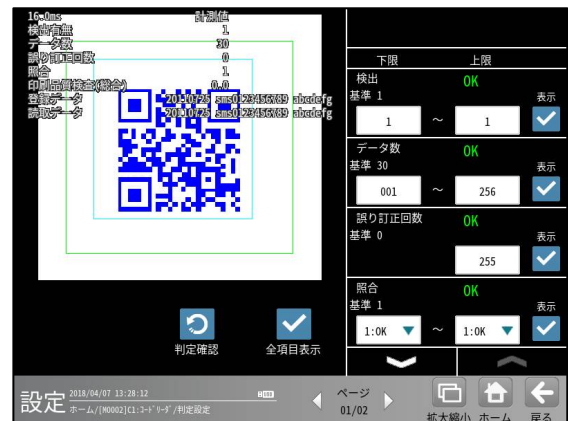 16.0ms 計測値
検出有無 1
データ数 30
誤り訂正回数 0
照合 1
印刷品質検査(総合) 0.0
登録データ 20110725 sms0123456789 abcdefg
読取データ 20110725 sms0123456789 abcdefg
判定確認
全項目表示
下限 上限
検出 OK
基準 1 表示
1 ～ 1
データ数 OK
基準 30 表示
001 ～ 256
誤り訂正回数 OK
基準 0 表示
255
照合 OK
基準 1 表示
1:OK ～ 1:OK
設定
2018/04/07 13:28:12
ホーム/[M0002]C1:ｺｰﾄﾞﾘｰﾀﾞ/判定設定
ページ
01/02
拡大縮小 ホーム 戻る